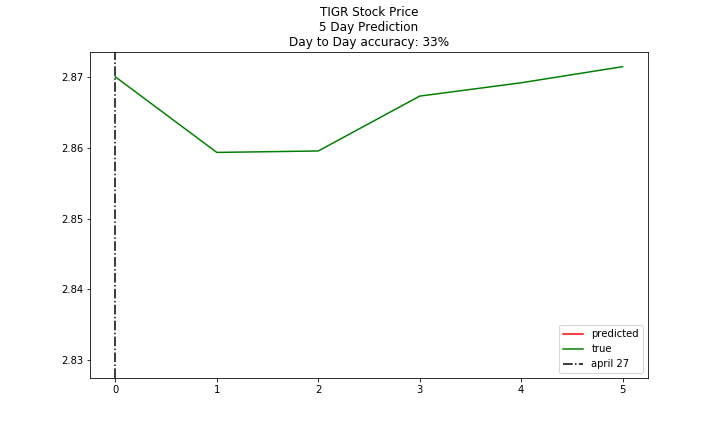 TIGR Stock Price
5 Day Prediction
Day to Day accuracy: 33%
2.87
2.86
2.85
2.84
2.83
0 1 2 3 4 5
predicted
true
april 27